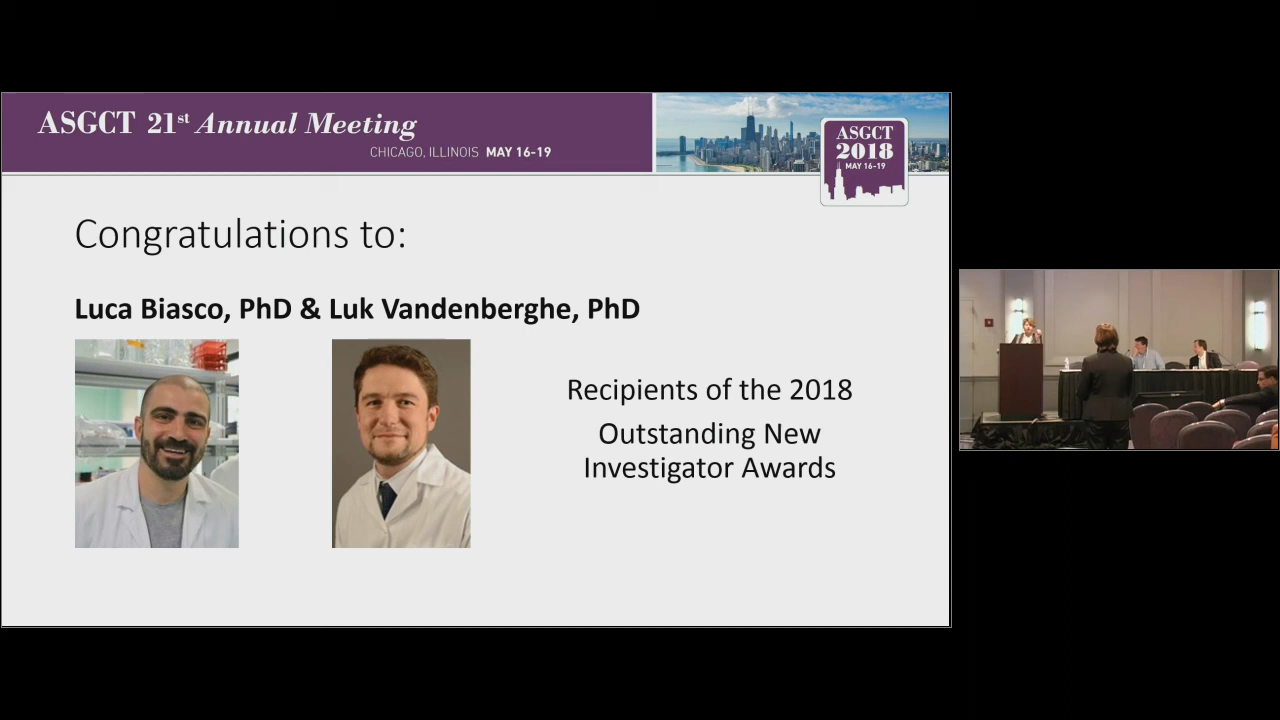 ASGCT 21st Annual Meeting
CHICAGO, ILLINOIS MAY 16-19
ASGCT
2018
MAY 16-19
Congratulations to:
Luca Biasco, PhD & Luk Vandenberghe, PhD
Recipients of the 2018
Outstanding New
Investigator Awards